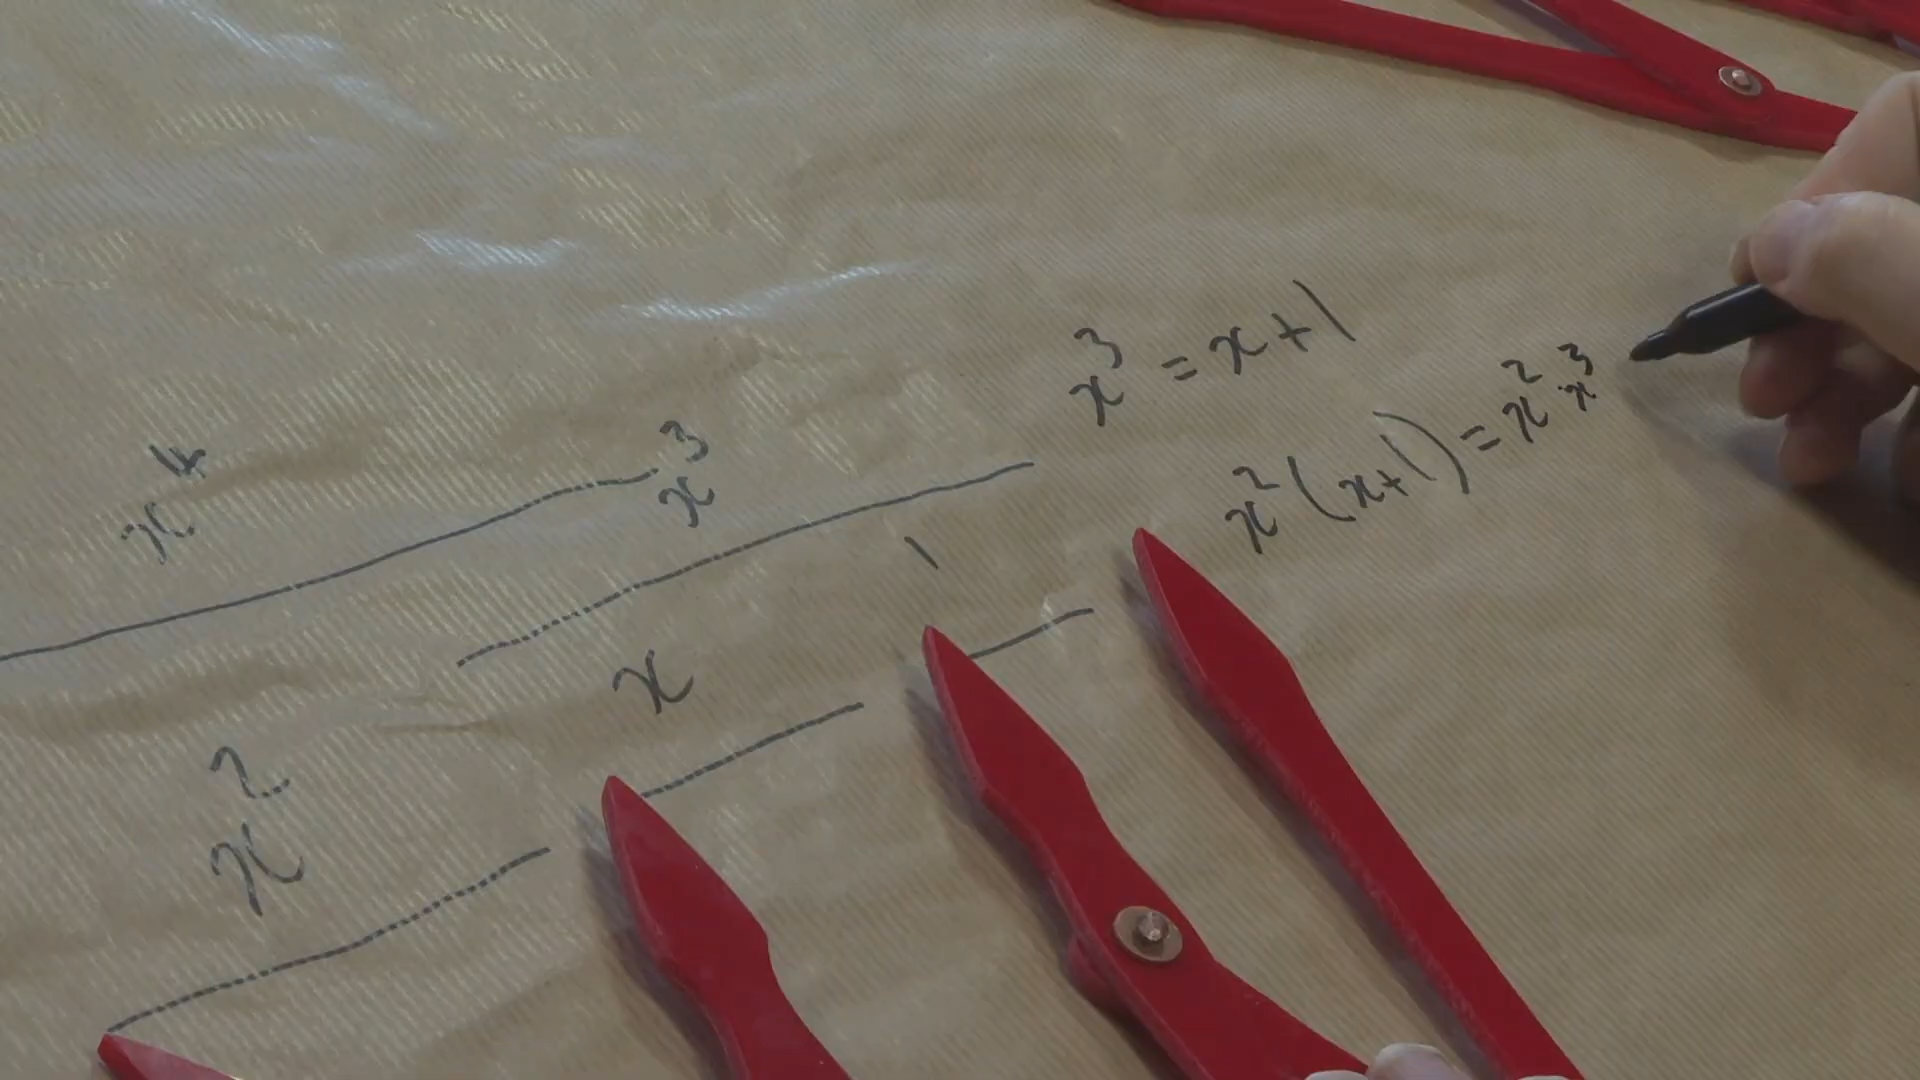 x³ = x+1
x²(x+1) = x² x³
x⁴
x³
1
x
x²